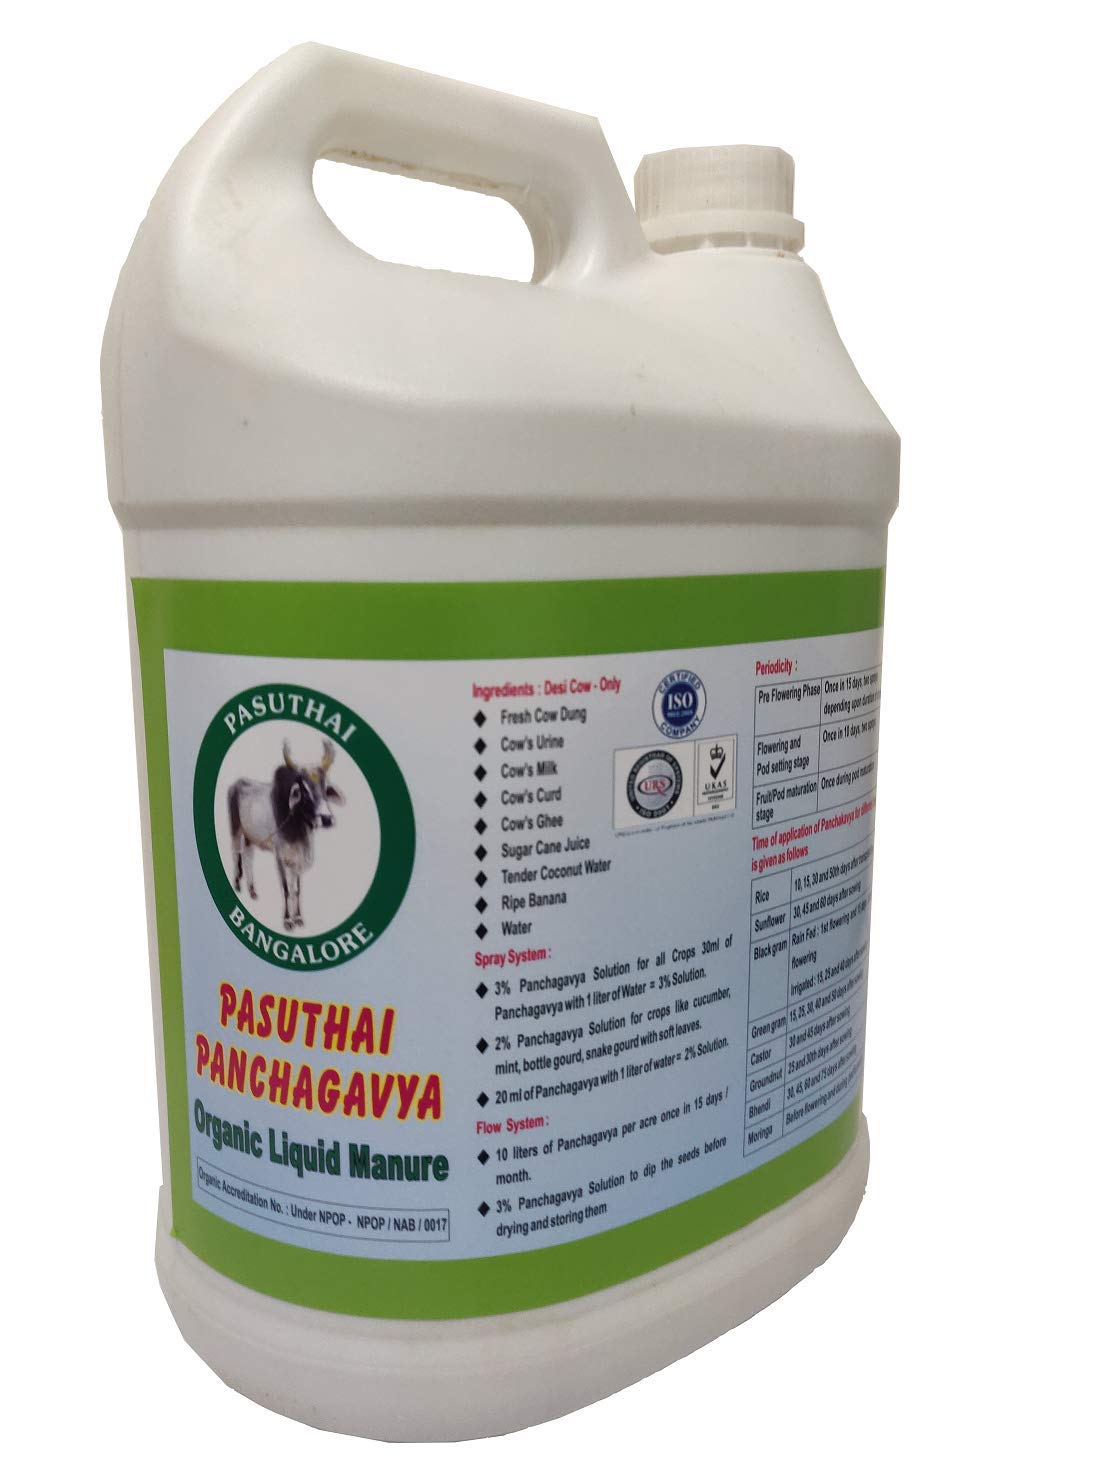 PASUTHAI
BANGALORE
PASUTHAI
PANCHAGAVYA
Organic Liquid Manure
Organic Accreditation No. : Under NPOP - NPOP / NAB / 0017
Ingredients : Desi Cow - Only
◆ Fresh Cow Dung
◆ Cow's Urine
◆ Cow's Milk
◆ Cow's Curd
◆ Cow's Ghee
◆ Sugar Cane Juice
◆ Tender Coconut Water
◆ Ripe Banana
◆ Water
CERTIFIED
ISO
COMPANY
URS
ISO 9001
UKAS
Spray System :
◆ 3% Panchagavya Solution for all Crops 30ml of
Panchagavya with 1 liter of Water = 3% Solution.
◆ 2% Panchagavya Solution for crops like cucumber,
mint, bottle gourd, snake gourd with soft leaves.
◆ 20 ml of Panchagavya with 1 liter of water = 2% Solution.
Flow System :
◆ 10 liters of Panchagavya per acre once in 15 days /
month.
◆ 3% Panchagavya Solution to dip the seeds before
drying and storing them
Periodicity :
Pre Flowering Phase Once in 15 days, two sprays
depending upon duration of
Flowering and Once in 10 days, two sprays
Pod setting stage
Fruit/Pod maturation Once during pod maturation
stage
Time of application of Panchakavya for different
is given as follows
Rice 10, 15, 30 and 50th days after
Sunflower 30, 45 and 60 days after sowing
Black gram Rain Fed : 1st flowering and 15 days
flowering
Irrigated : 15, 25 and 40 days after
Green gram 15, 25, 30, 40 and 50 days after sowing
Castor 30 and 45 days after sowing
Groundnut 25 and 30th days after sowing
Bhendi 30, 45, 60 and 75 days after sowing
Moringa Before flowering and during